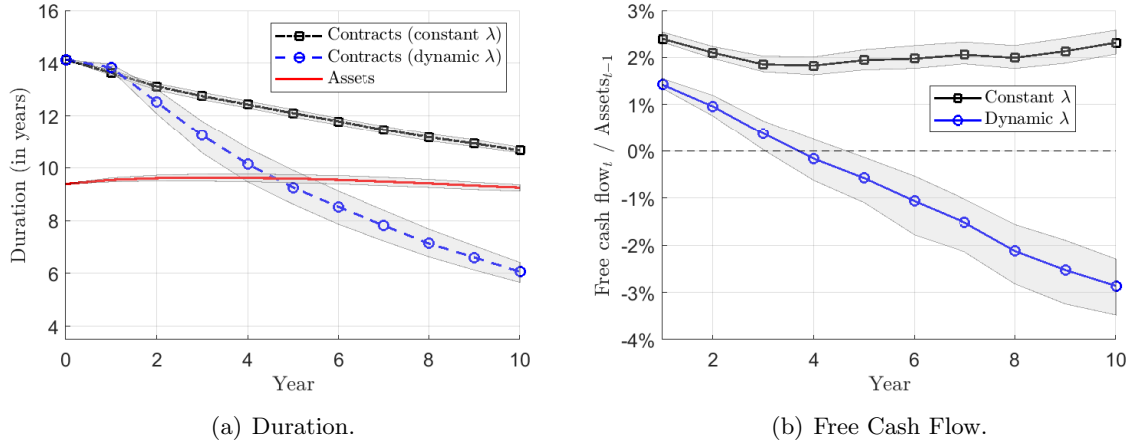 16
14
12
10
8
6
4
0
2
4
6
8
10
Duration (in years)
Year
Contracts (constant λ)
Contracts (dynamic λ)
Assets
(a) Duration.
3%
2%
1%
0%
-1%
-2%
-3%
-4%
2
4
6
8
10
Free cash flow_t / Assets_{t−1}
Year
Constant λ
Dynamic λ
(b) Free Cash Flow.